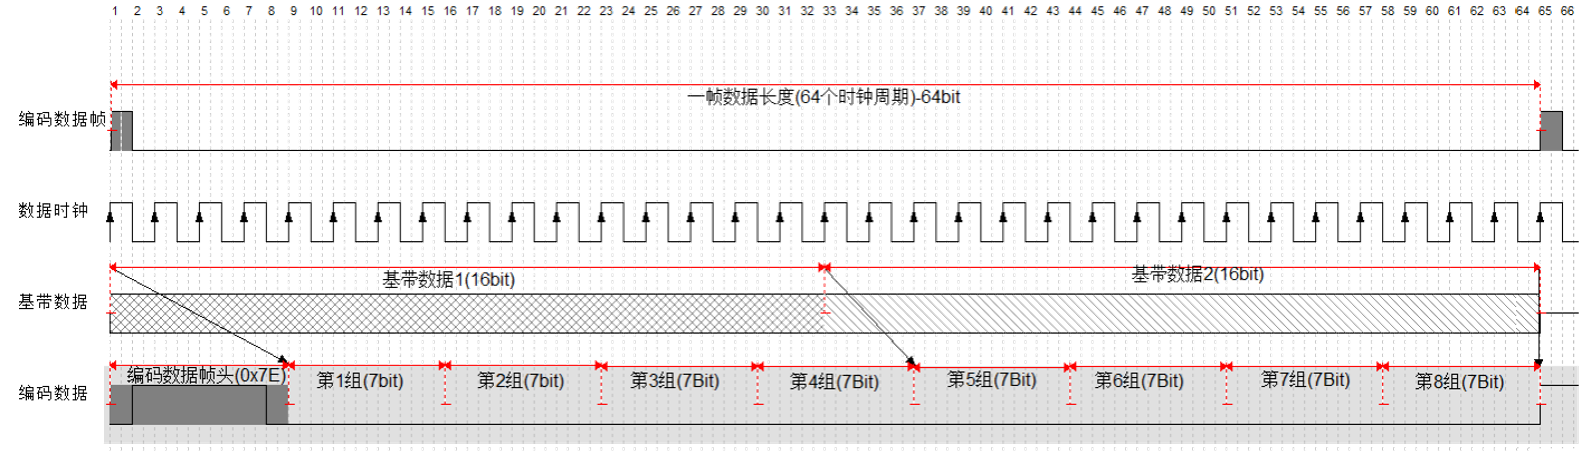 1 2 3 4 5 6 7 8 9 10 11 12 13 14 15 16 17 18 19 20 21 22 23 24 25 26 27 28 29 30 31 32 33 34 35 36 37 38 39 40 41 42 43 44 45 46 47 48 49 50 51 52 53 54 55 56 57 58 59 60 61 62 63 64 65 66
一帧数据长度(64个时钟周期)-64bit
编码数据帧
数据时钟
基带数据1(16bit) 基带数据2(16bit)
基带数据
编码数据帧头(0x7E) 第1组(7bit) 第2组(7bit) 第3组(7Bit) 第4组(7Bit) 第5组(7Bit) 第6组(7Bit) 第7组(7Bit) 第8组(7Bit)
编码数据